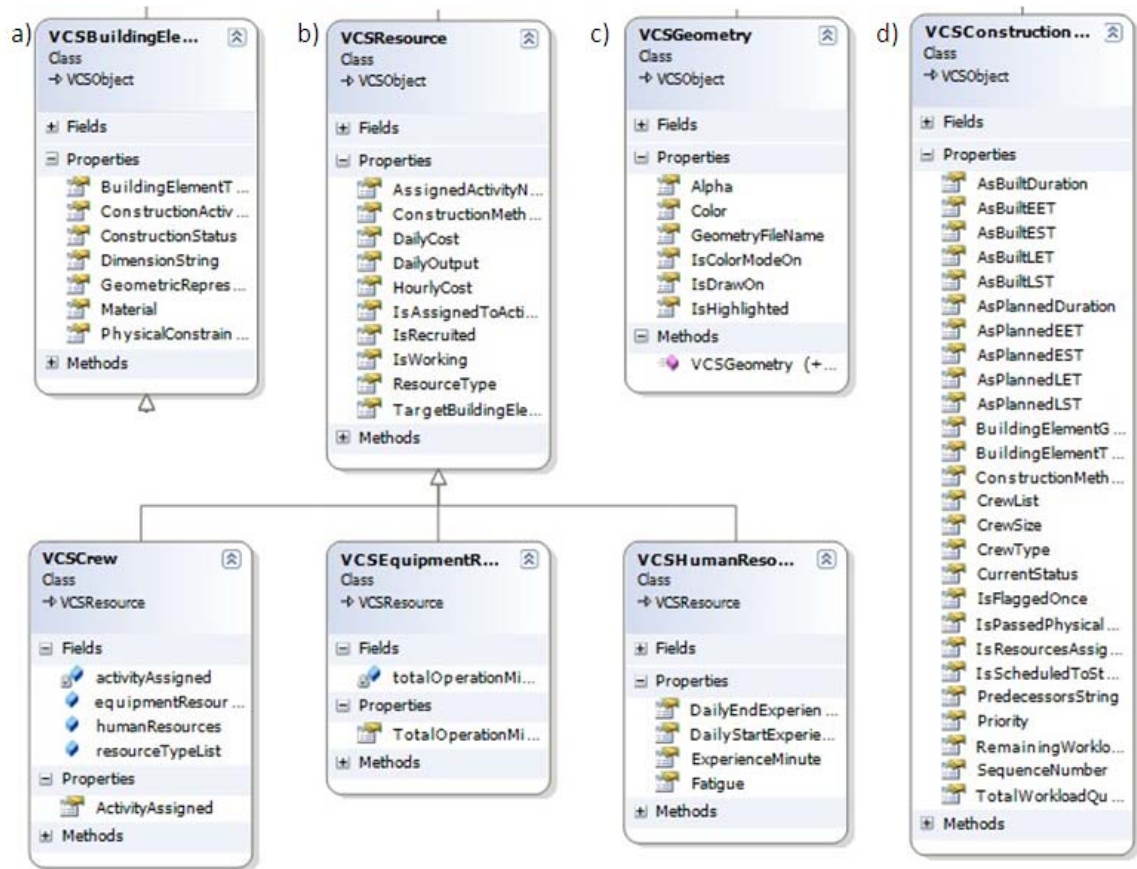 a)
VCSBuildingEle...
Class
VCSObject
Fields
Properties
BuildingElementT...
ConstructionActiv...
ConstructionStatus
DimensionString
GeometricRepres...
Material
PhysicalConstrain...
Methods
b)
VCSResource
Class
VCSObject
Fields
Properties
AssignedActivityN...
ConstructionMeth...
DailyCost
DailyOutput
HourlyCost
IsAssignedToActi...
IsRecruited
IsWorking
ResourceType
TargetBuildingEle...
Methods
c)
VCSGeometry
Class
VCSObject
Fields
Properties
Alpha
Color
GeometryFileName
IsColorModeOn
IsDrawOn
IsHighlighted
Methods
VCSGeometry (+...
d)
VCSConstruction...
Class
VCSObject
Fields
Properties
AsBuiltDuration
AsBuiltEET
AsBuiltEST
AsBuiltLET
AsBuiltLST
AsPlannedDuration
AsPlannedEET
AsPlannedEST
AsPlannedLET
AsPlannedLST
BuildingElementG...
BuildingElementT...
ConstructionMeth...
CrewList
CrewSize
CrewType
CurrentStatus
IsFlaggedOnce
IsPassedPhysical...
IsResourcesAssig...
IsScheduledToSt...
PredecessorsString
Priority
RemainingWorklo...
SequenceNumber
TotalWorkloadQu...
Methods
VCSCrew
Class
VCSResource
Fields
activityAssigned
equipmentResour...
humanResources
resourceTypeList
Properties
ActivityAssigned
Methods
VCSEquipmentR...
Class
VCSResource
Fields
totalOperationMi...
Properties
TotalOperationMi...
Methods
VCSHumanReso...
Class
VCSResource
Fields
Properties
DailyEndExperien...
DailyStartExperie...
ExperienceMinute
Fatigue
Methods